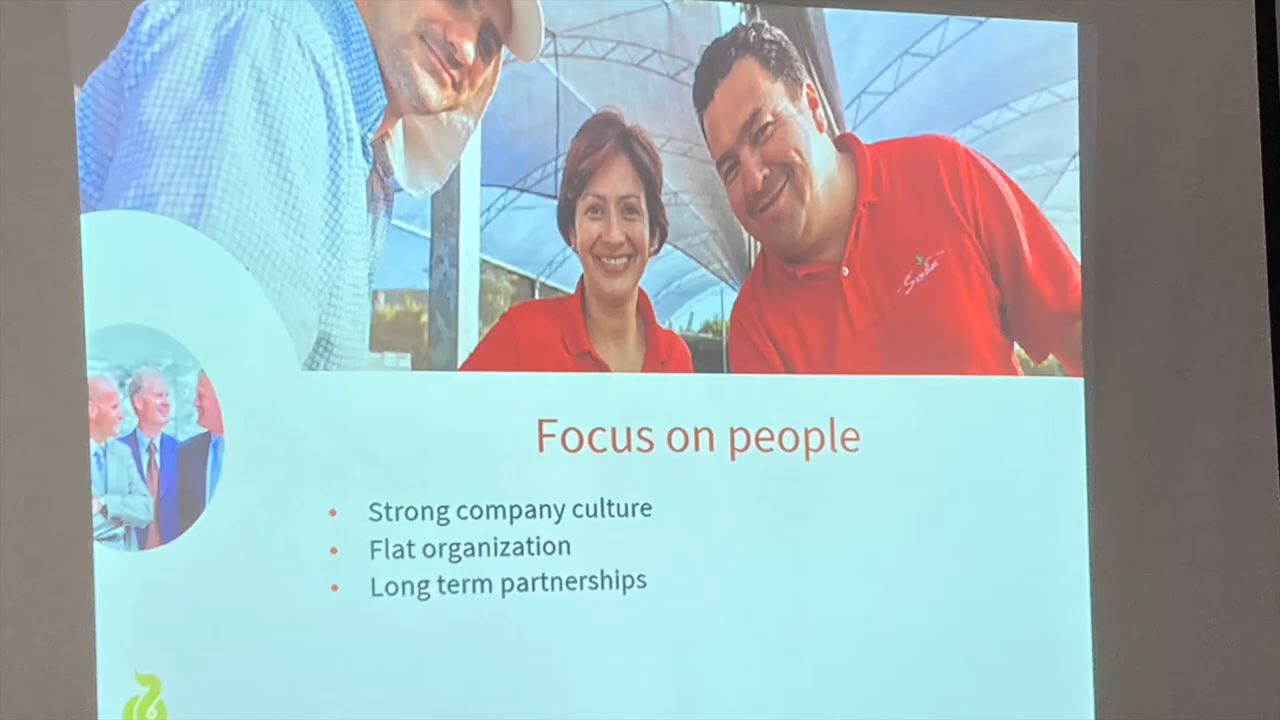 Focus on people
• Strong company culture
• Flat organization
• Long term partnerships